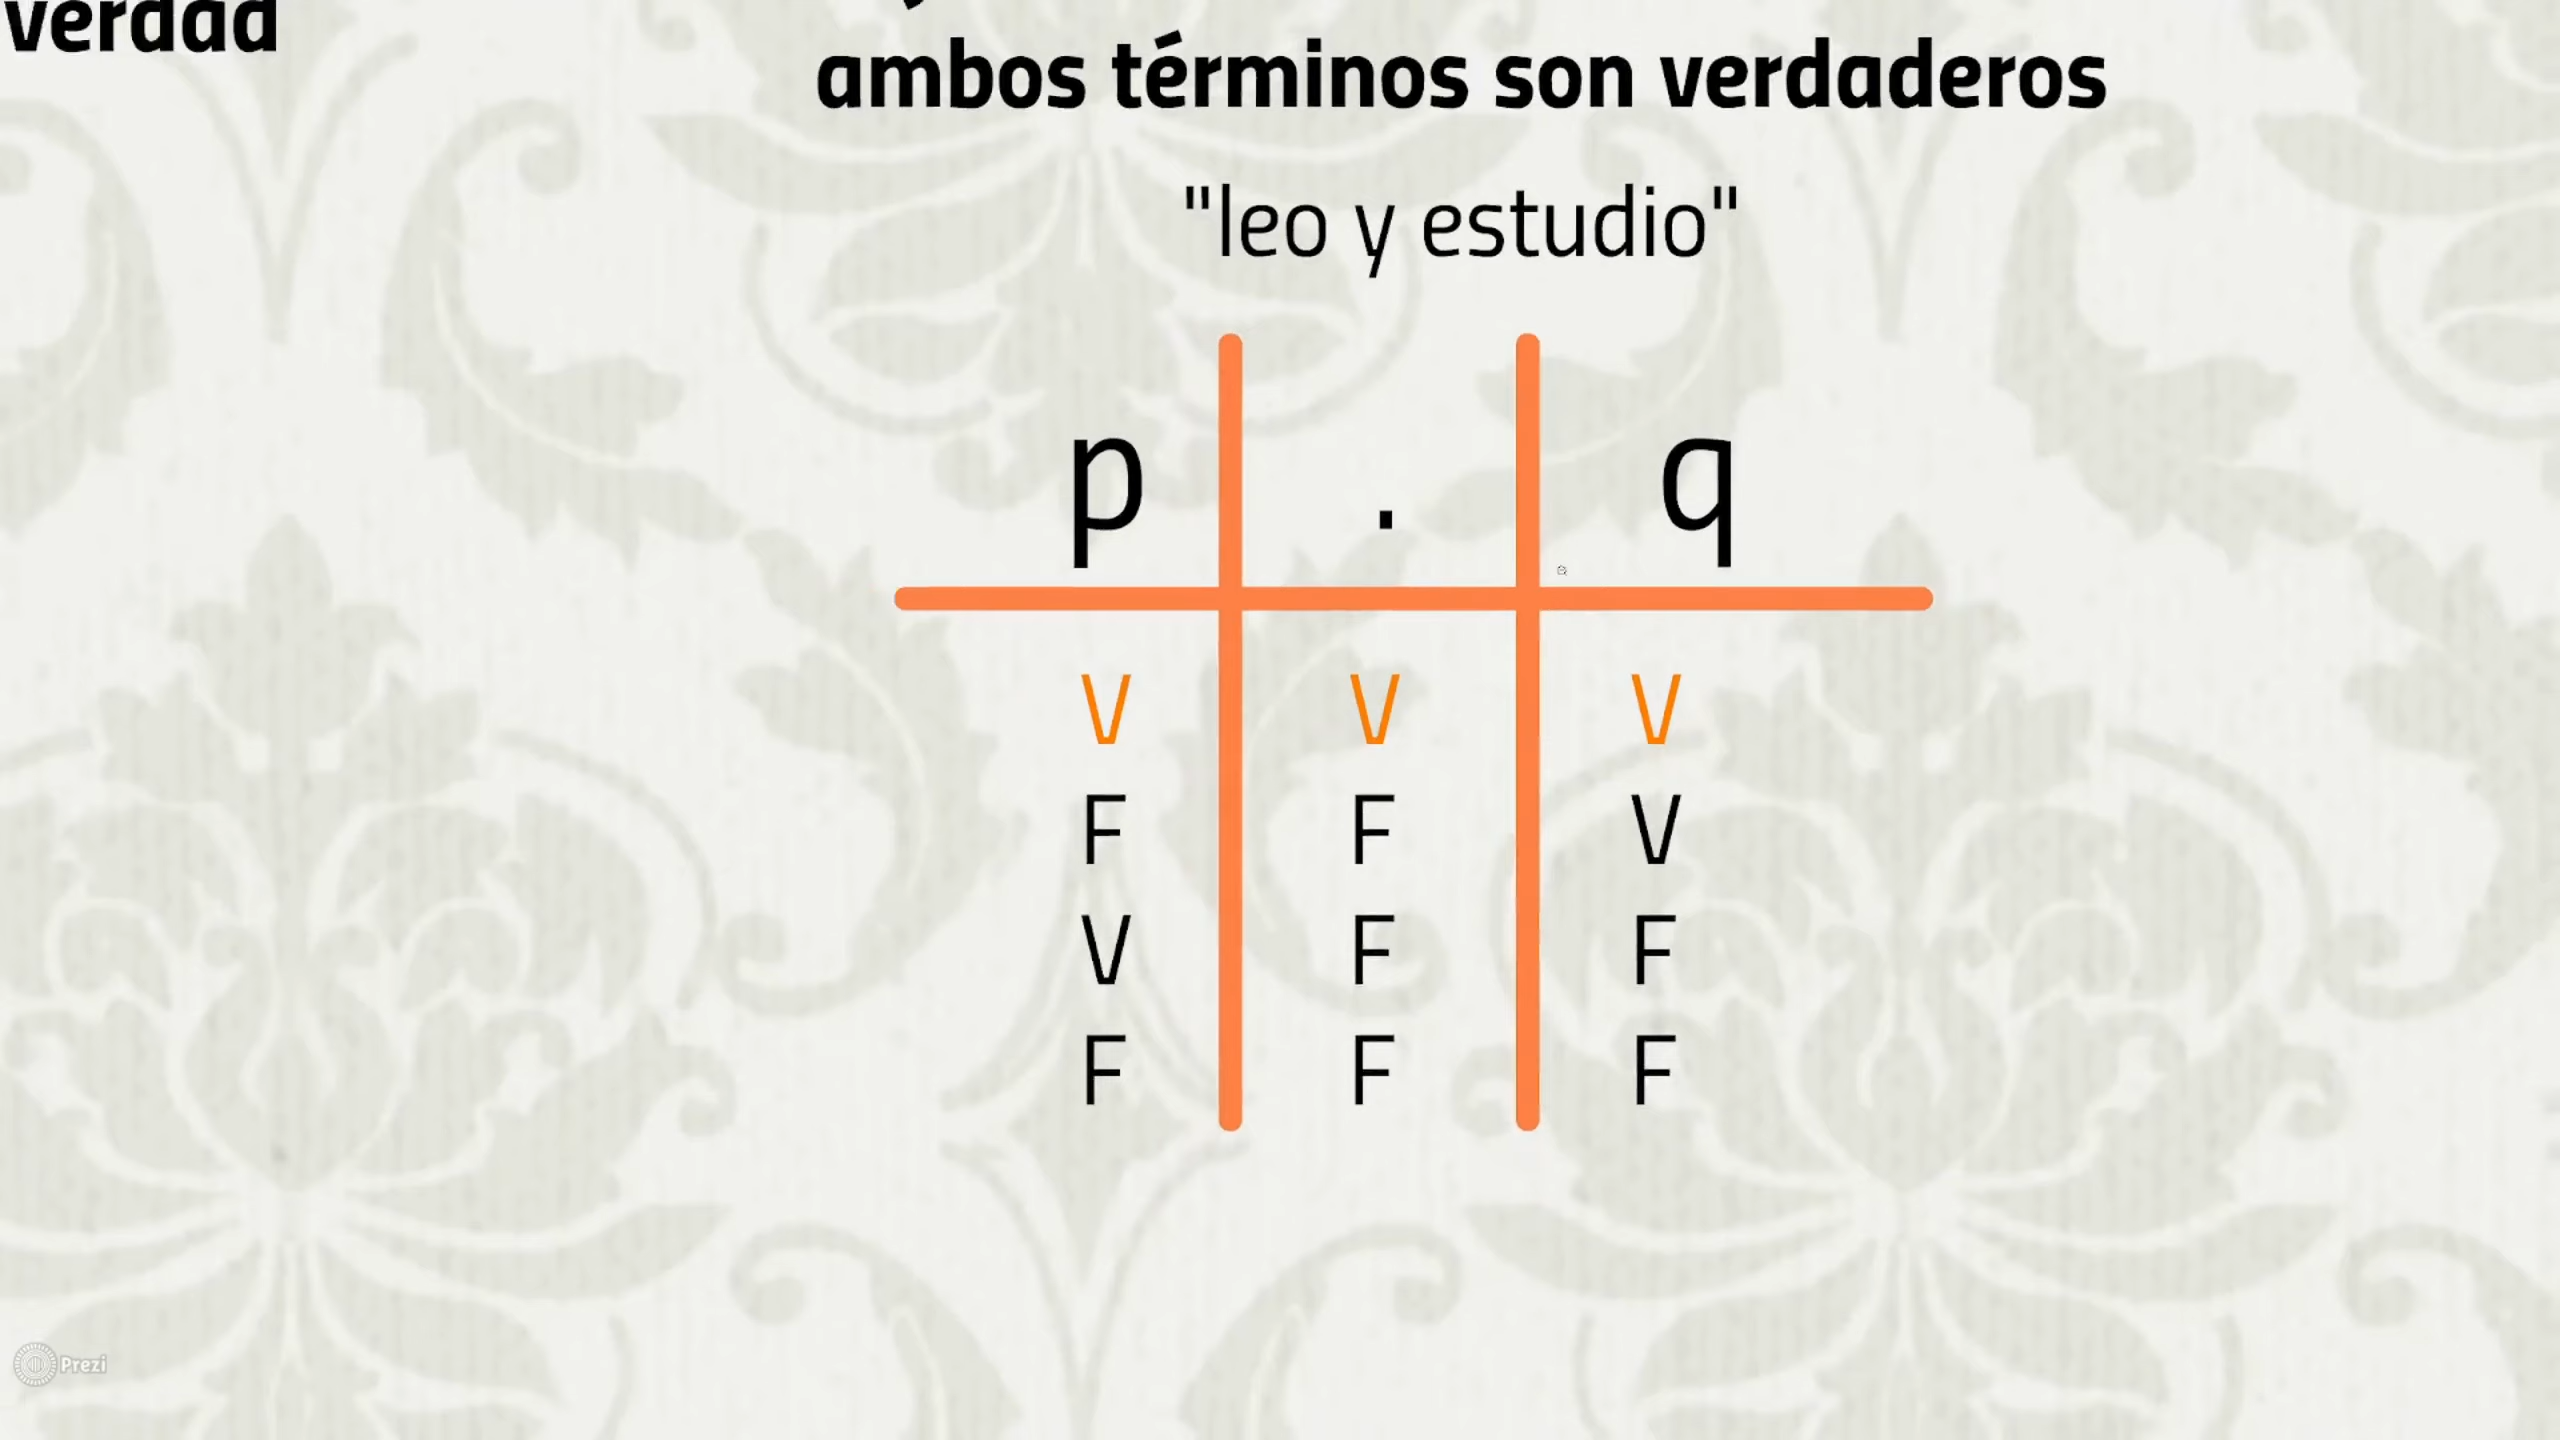 verdad
ambos términos son verdaderos
"leo y estudio"
p . q
V V V
F F V
V F F
F F F
Prezi